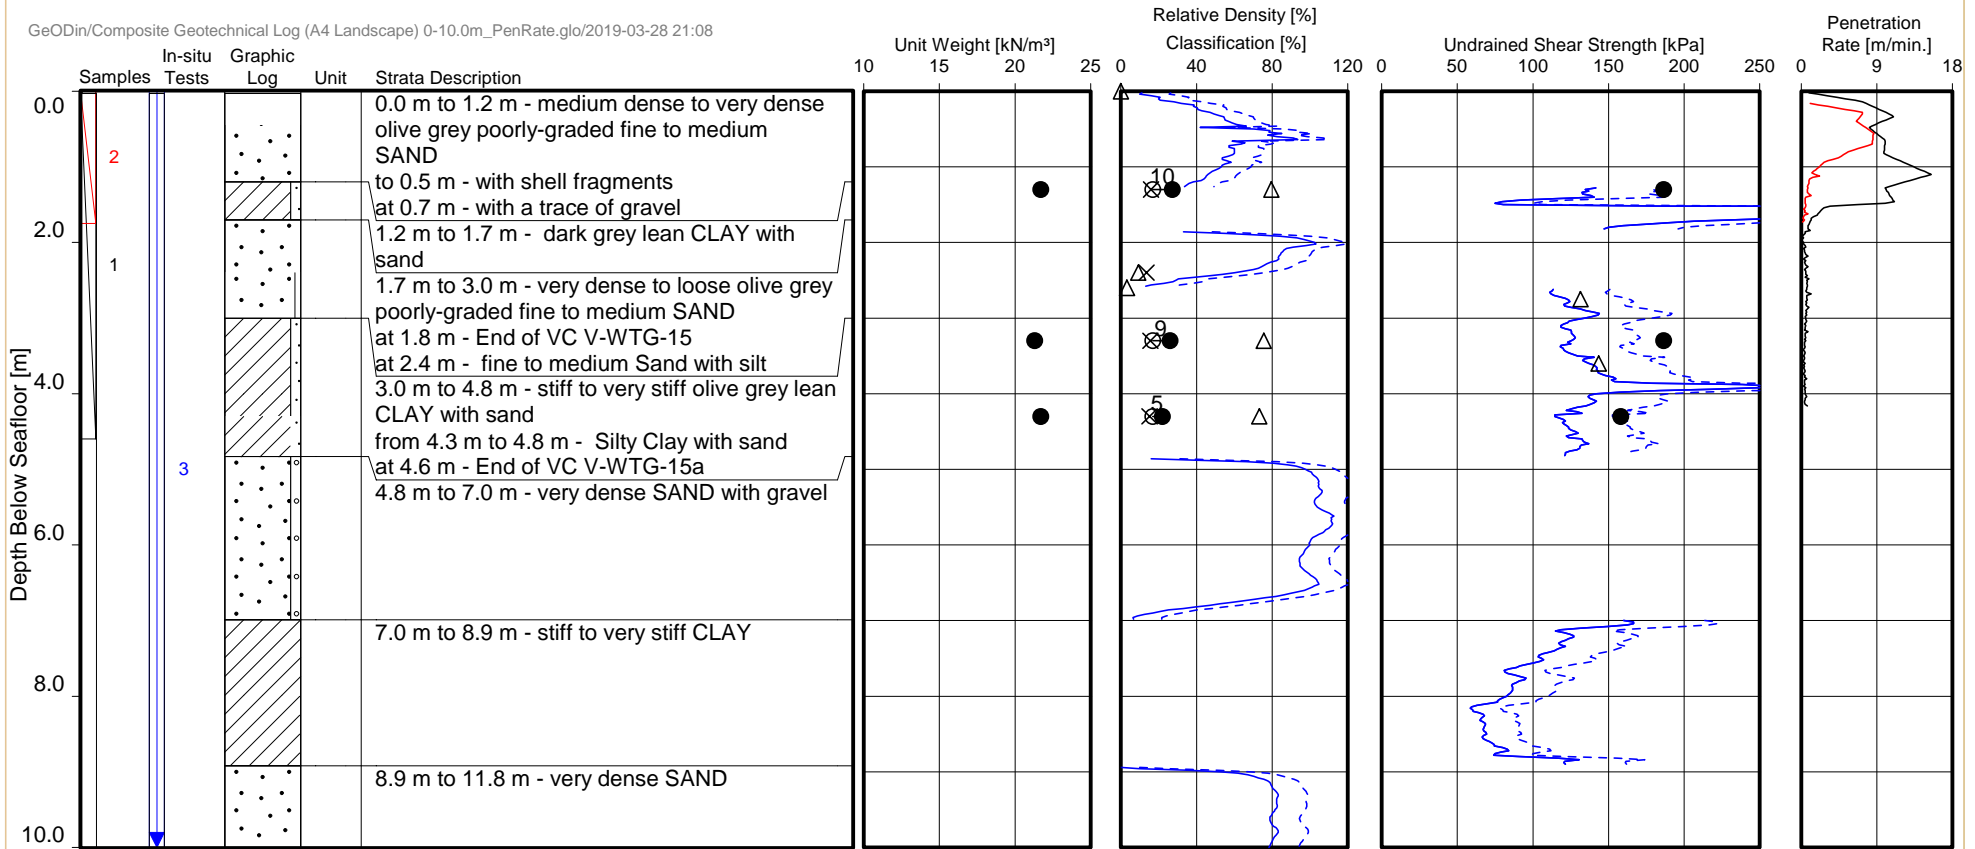 GeODin/Composite Geotechnical Log (A4 Landscape) 0-10.0m_PenRate.glo/2019-03-28 21:08
Samples
In-situ Tests
Graphic Log
Unit
Strata Description
Unit Weight [kN/m³]
10 15 20 25
Relative Density [%]
Classification [%]
0 40 80 120
Undrained Shear Strength [kPa]
0 50 100 150 200 250
Penetration
Rate [m/min.]
0 9 18
Depth Below Seafloor [m]
0.0
2.0
4.0
6.0
8.0
10.0
2
1
3
0.0 m to 1.2 m - medium dense to very dense
olive grey poorly-graded fine to medium
SAND
to 0.5 m - with shell fragments
at 0.7 m - with a trace of gravel
1.2 m to 1.7 m - dark grey lean CLAY with
sand
1.7 m to 3.0 m - very dense to loose olive grey
poorly-graded fine to medium SAND
at 1.8 m - End of VC V-WTG-15
at 2.4 m - fine to medium Sand with silt
3.0 m to 4.8 m - stiff to very stiff olive grey lean
CLAY with sand
from 4.3 m to 4.8 m - Silty Clay with sand
at 4.6 m - End of VC V-WTG-15a
4.8 m to 7.0 m - very dense SAND with gravel
7.0 m to 8.9 m - stiff to very stiff CLAY
8.9 m to 11.8 m - very dense SAND
10
9
5